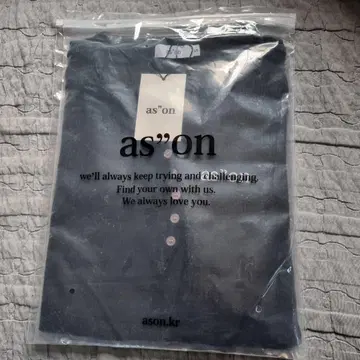 as”on
as”on
we'll always keep trying and challenging.
Find your own with us.
We always love you.
ason.kr